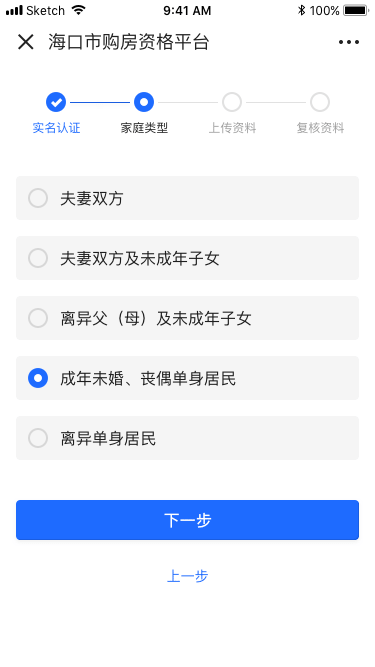 Sketch 9:41 AM 100%
海口市购房资格平台
实名认证 家庭类型 上传资料 复核资料
夫妻双方
夫妻双方及未成年子女
离异父（母）及未成年子女
成年未婚、丧偶单身居民
离异单身居民
下一步
上一步